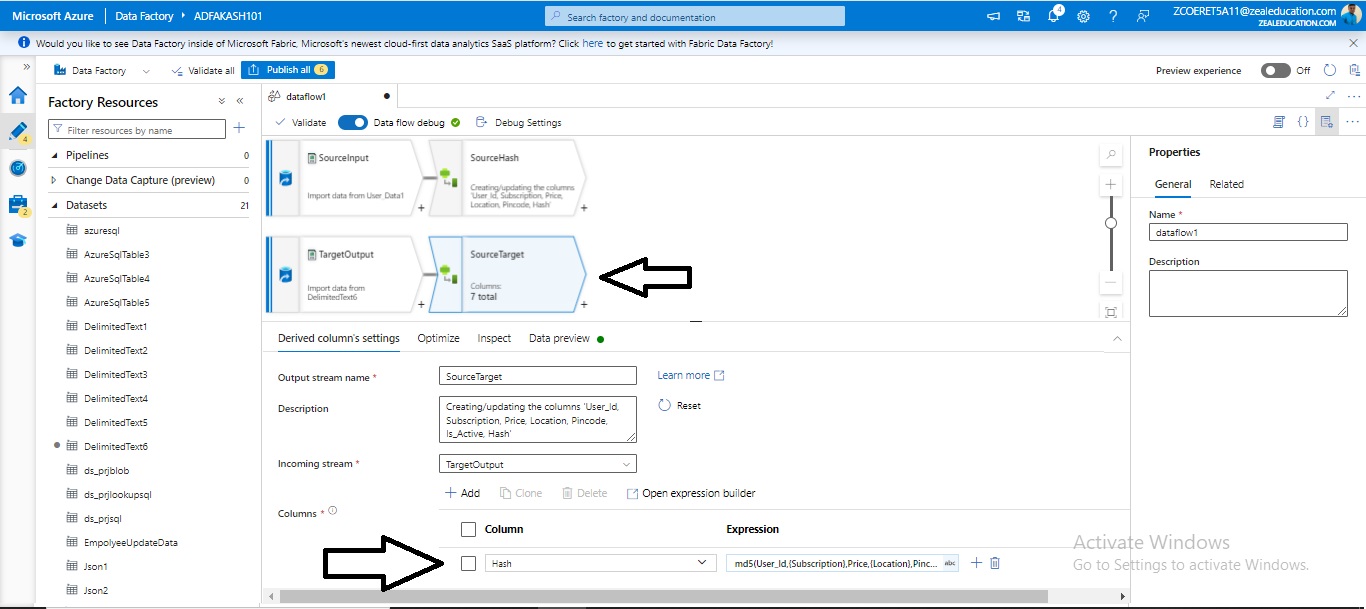 Microsoft Azure
Data Factory
ADFAKASH101
Search factory and documentation
4
ZCOERET5A11@zealeducation.com
ZEALEDUCATION.COM
Would you like to see Data Factory inside of Microsoft Fabric, Microsoft's newest cloud-first data analytics SaaS platform? Click here to get started with Fabric Data Factory!
Data Factory
Validate all
Publish all 6
Preview experience
Off
4
2
Factory Resources
Filter resources by name
Pipelines 0
Change Data Capture (preview) 0
Datasets 21
azuresql
AzureSqlTable3
AzureSqlTable4
AzureSqlTable5
DelimitedText1
DelimitedText2
DelimitedText3
DelimitedText4
DelimitedText5
DelimitedText6
ds_prjblob
ds_prjlookupsql
ds_prjsql
EmpolyeeUpdateData
Json1
Json2
dataflow1
Validate
Data flow debug
Debug Settings
SourceInput
Import data from User_Data1
+
SourceHash
Creating/updating the columns
'User_Id, Subscription, Price,
Location, Pincode, Hash'
+
TargetOutput
Import data from
DelimitedText6
+
SourceTarget
Columns:
7 total
+
Derived column's settings
Optimize
Inspect
Data preview
Output stream name *
SourceTarget
Learn more
Description
Creating/updating the columns 'User_Id,
Subscription, Price, Location, Pincode,
Is_Active, Hash'
Reset
Incoming stream *
TargetOutput
Add
Clone
Delete
Open expression builder
Columns *
Column
Expression
Hash
md5(User_Id,{Subscription},Price,{Location},Pinc...
abc
Properties
General
Related
Name *
dataflow1
Description
Activate Windows
Go to Settings to activate Windows.